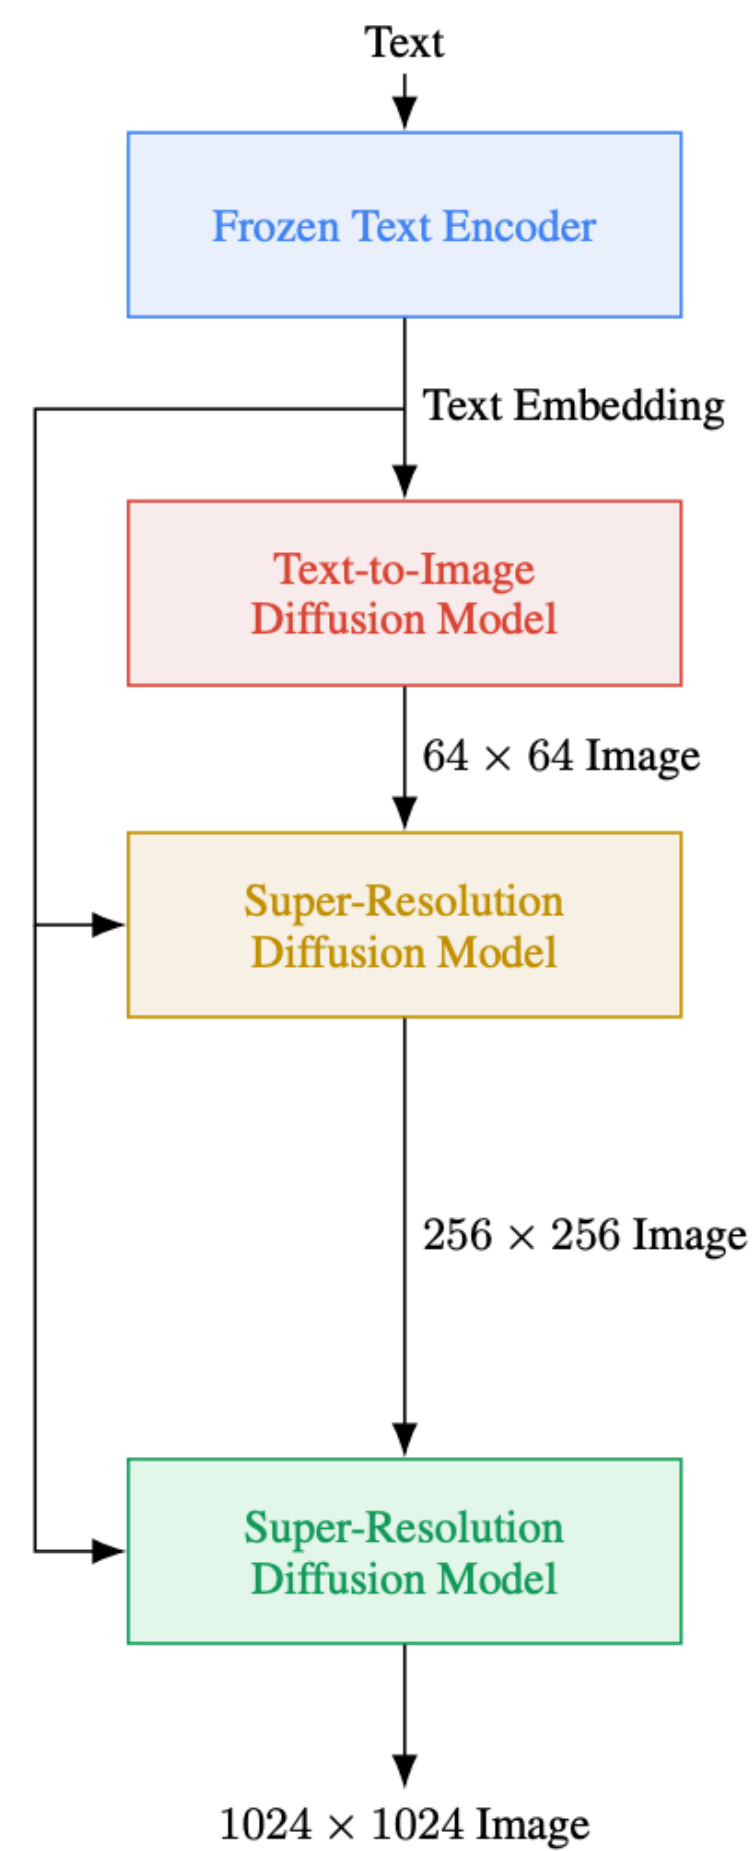 Text
Frozen Text Encoder
Text Embedding
Text-to-Image
Diffusion Model
64 × 64 Image
Super-Resolution
Diffusion Model
256 × 256 Image
Super-Resolution
Diffusion Model
1024 × 1024 Image